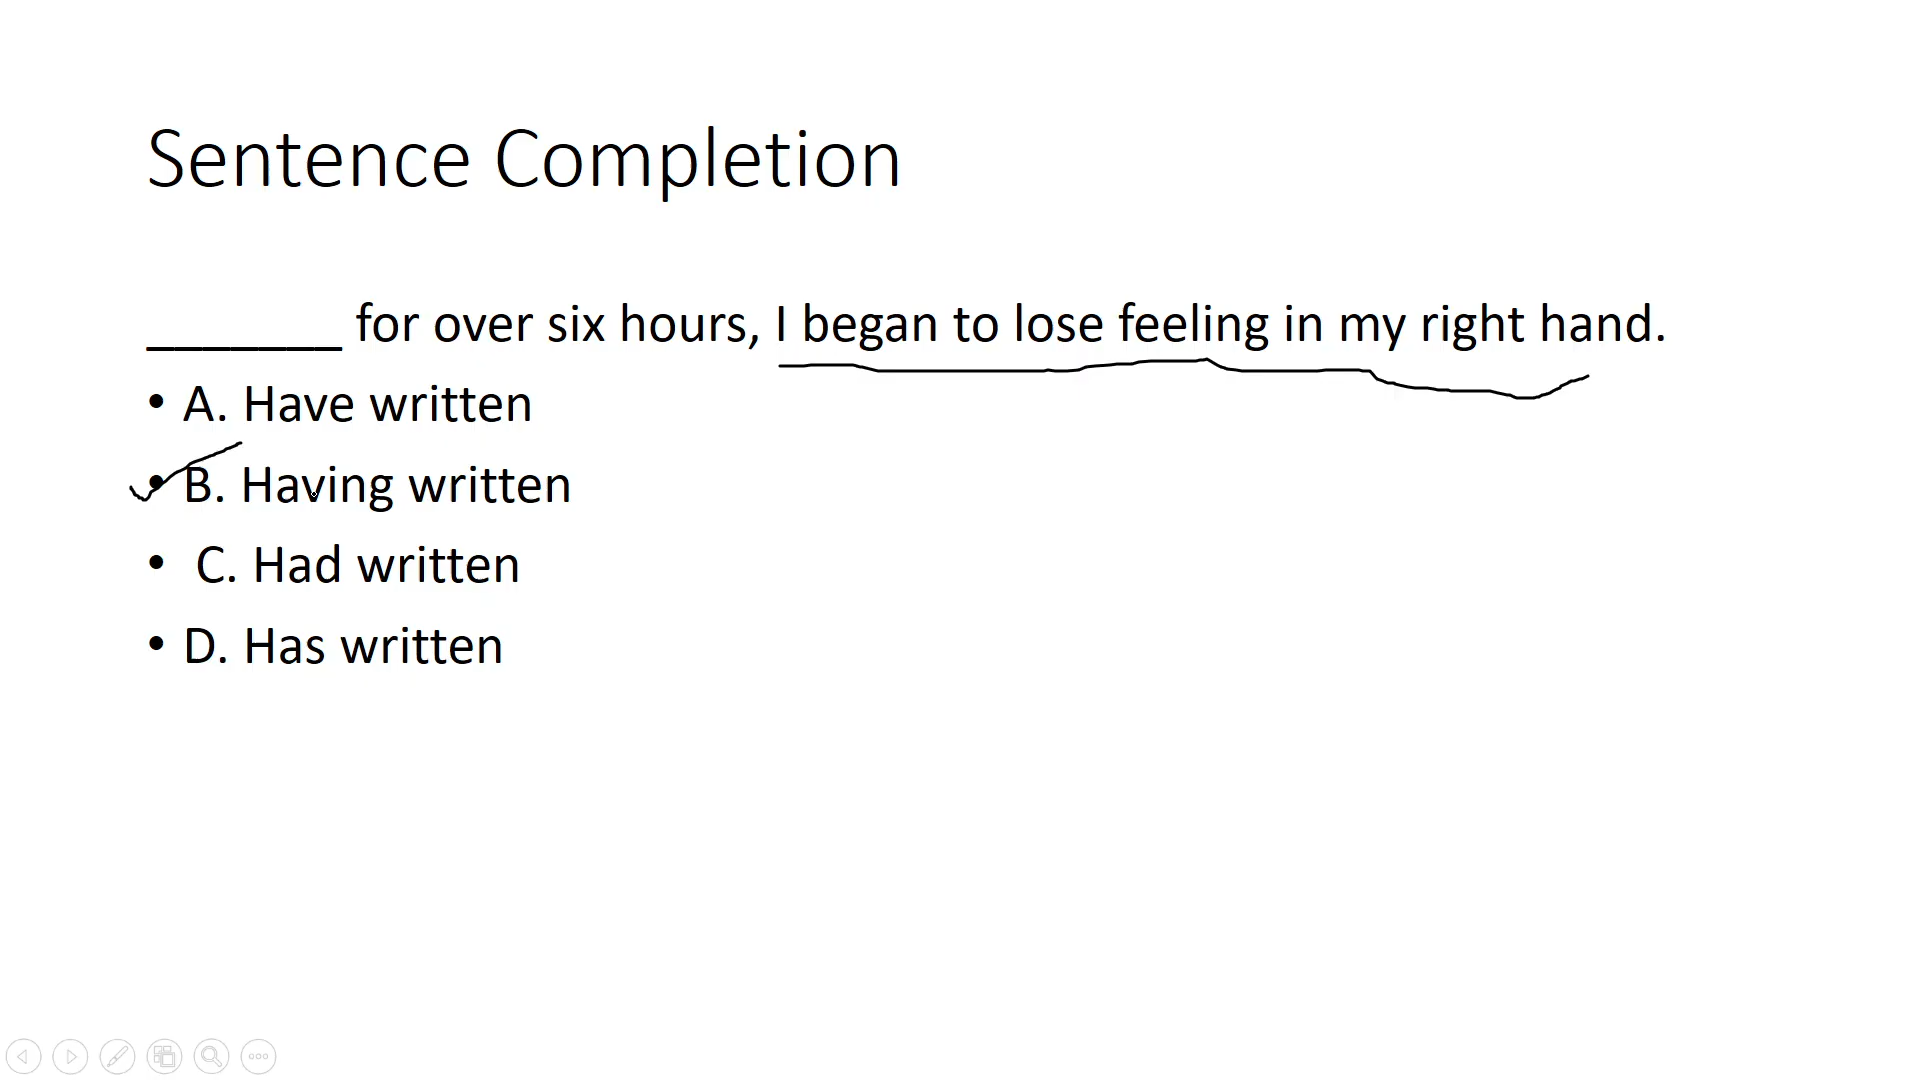 Sentence Completion
_______ for over six hours, I began to lose feeling in my right hand.
• A. Have written
• B. Having written
• C. Had written
• D. Has written